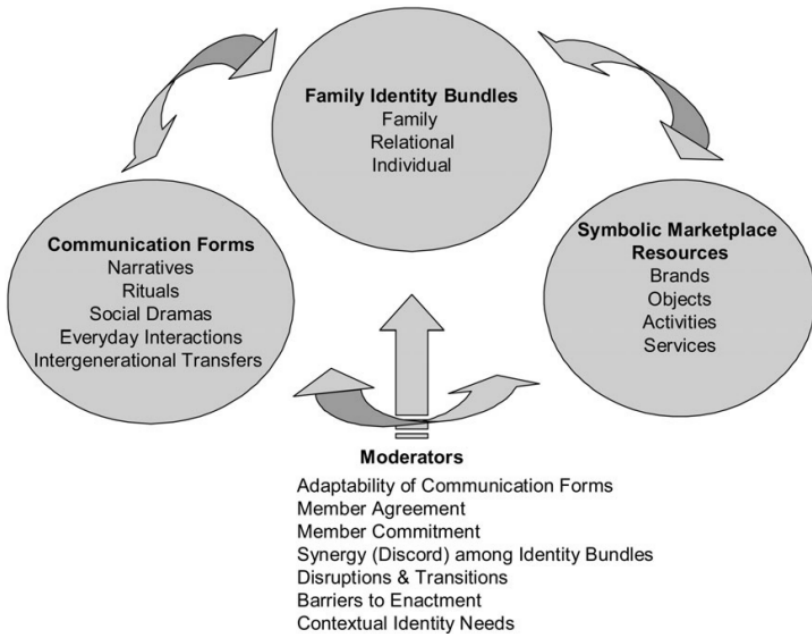 Family Identity Bundles
Family
Relational
Individual
Communication Forms
Narratives
Rituals
Social Dramas
Everyday Interactions
Intergenerational Transfers
Symbolic Marketplace
Resources
Brands
Objects
Activities
Services
Moderators
Adaptability of Communication Forms
Member Agreement
Member Commitment
Synergy (Discord) among Identity Bundles
Disruptions & Transitions
Barriers to Enactment
Contextual Identity Needs